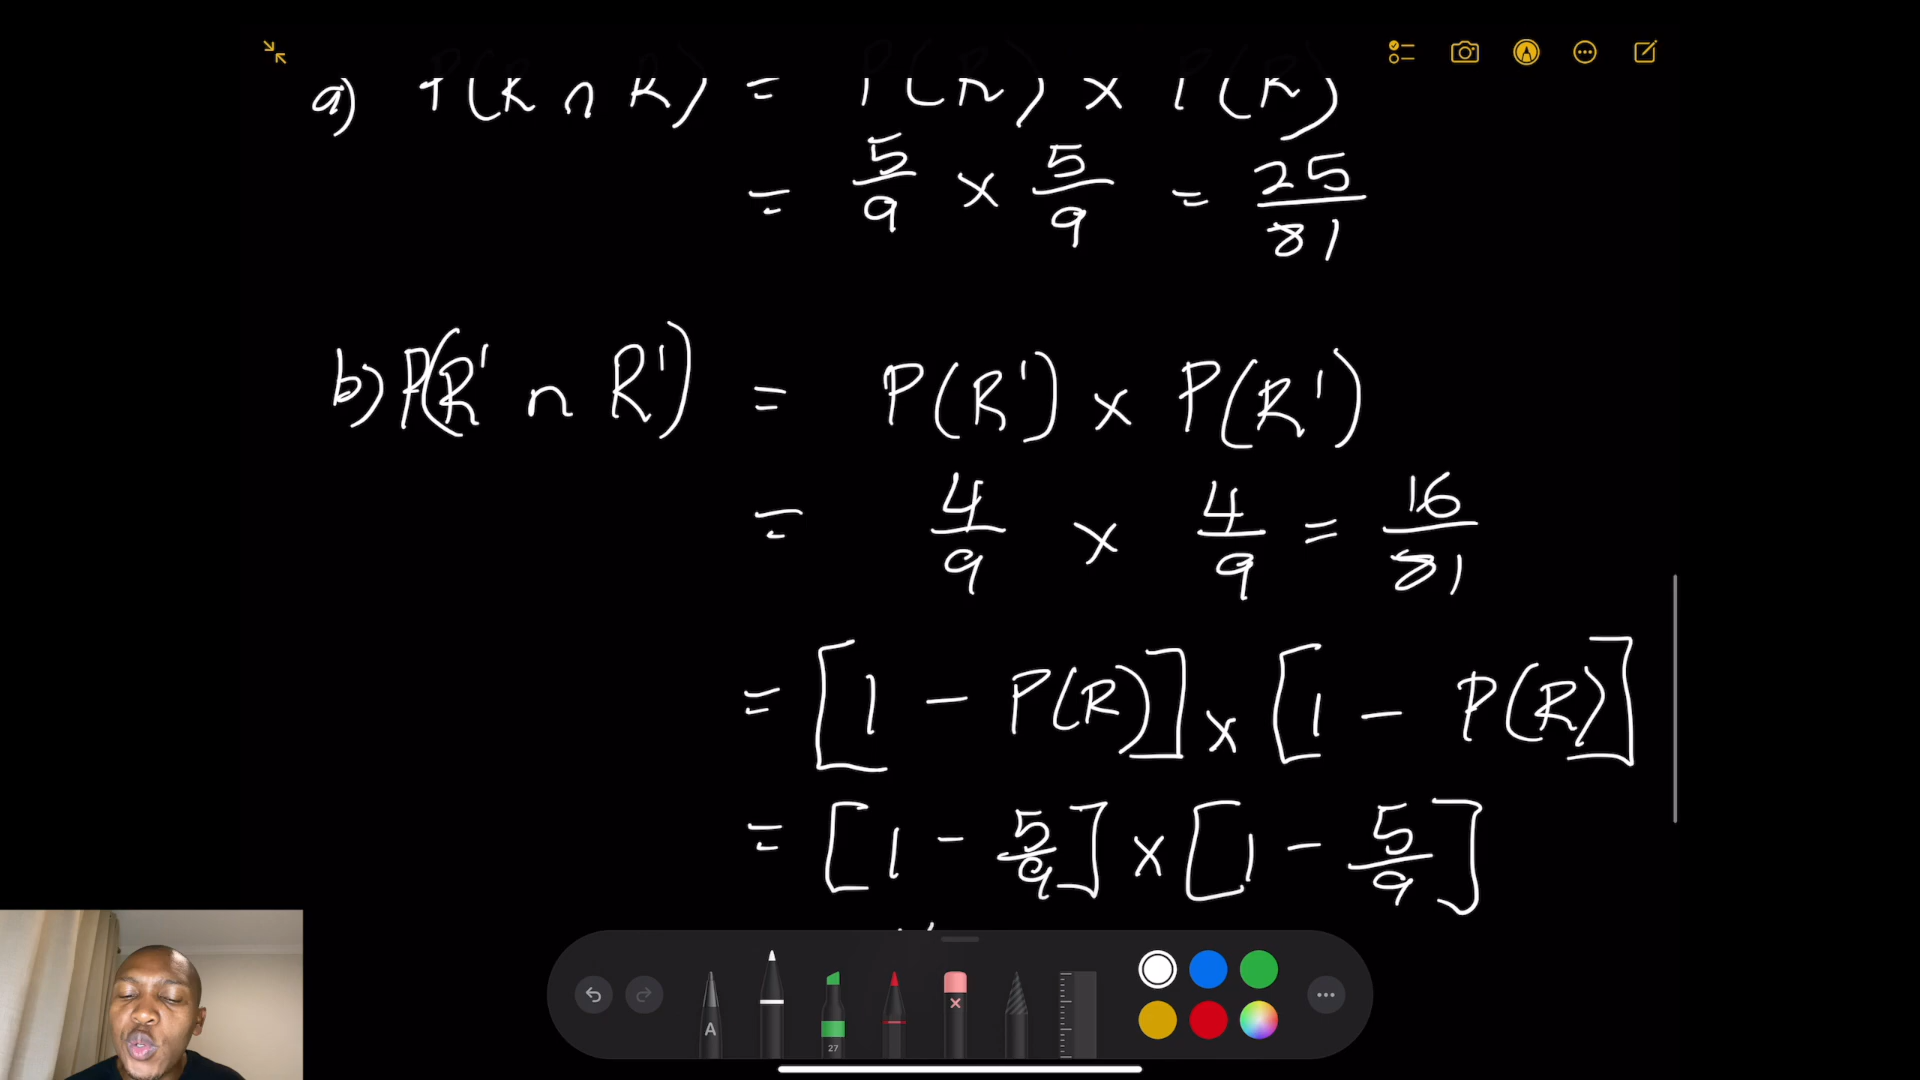 a) P(R ∩ R) = P(R) × P(R)
= 5/9 × 5/9 = 25/81
b) P(R' ∩ R') = P(R') × P(R')
= 4/9 × 4/9 = 16/81
= [1 - P(R)] × [1 - P(R)]
= [1 - 5/9] × [1 - 5/9]
A
27